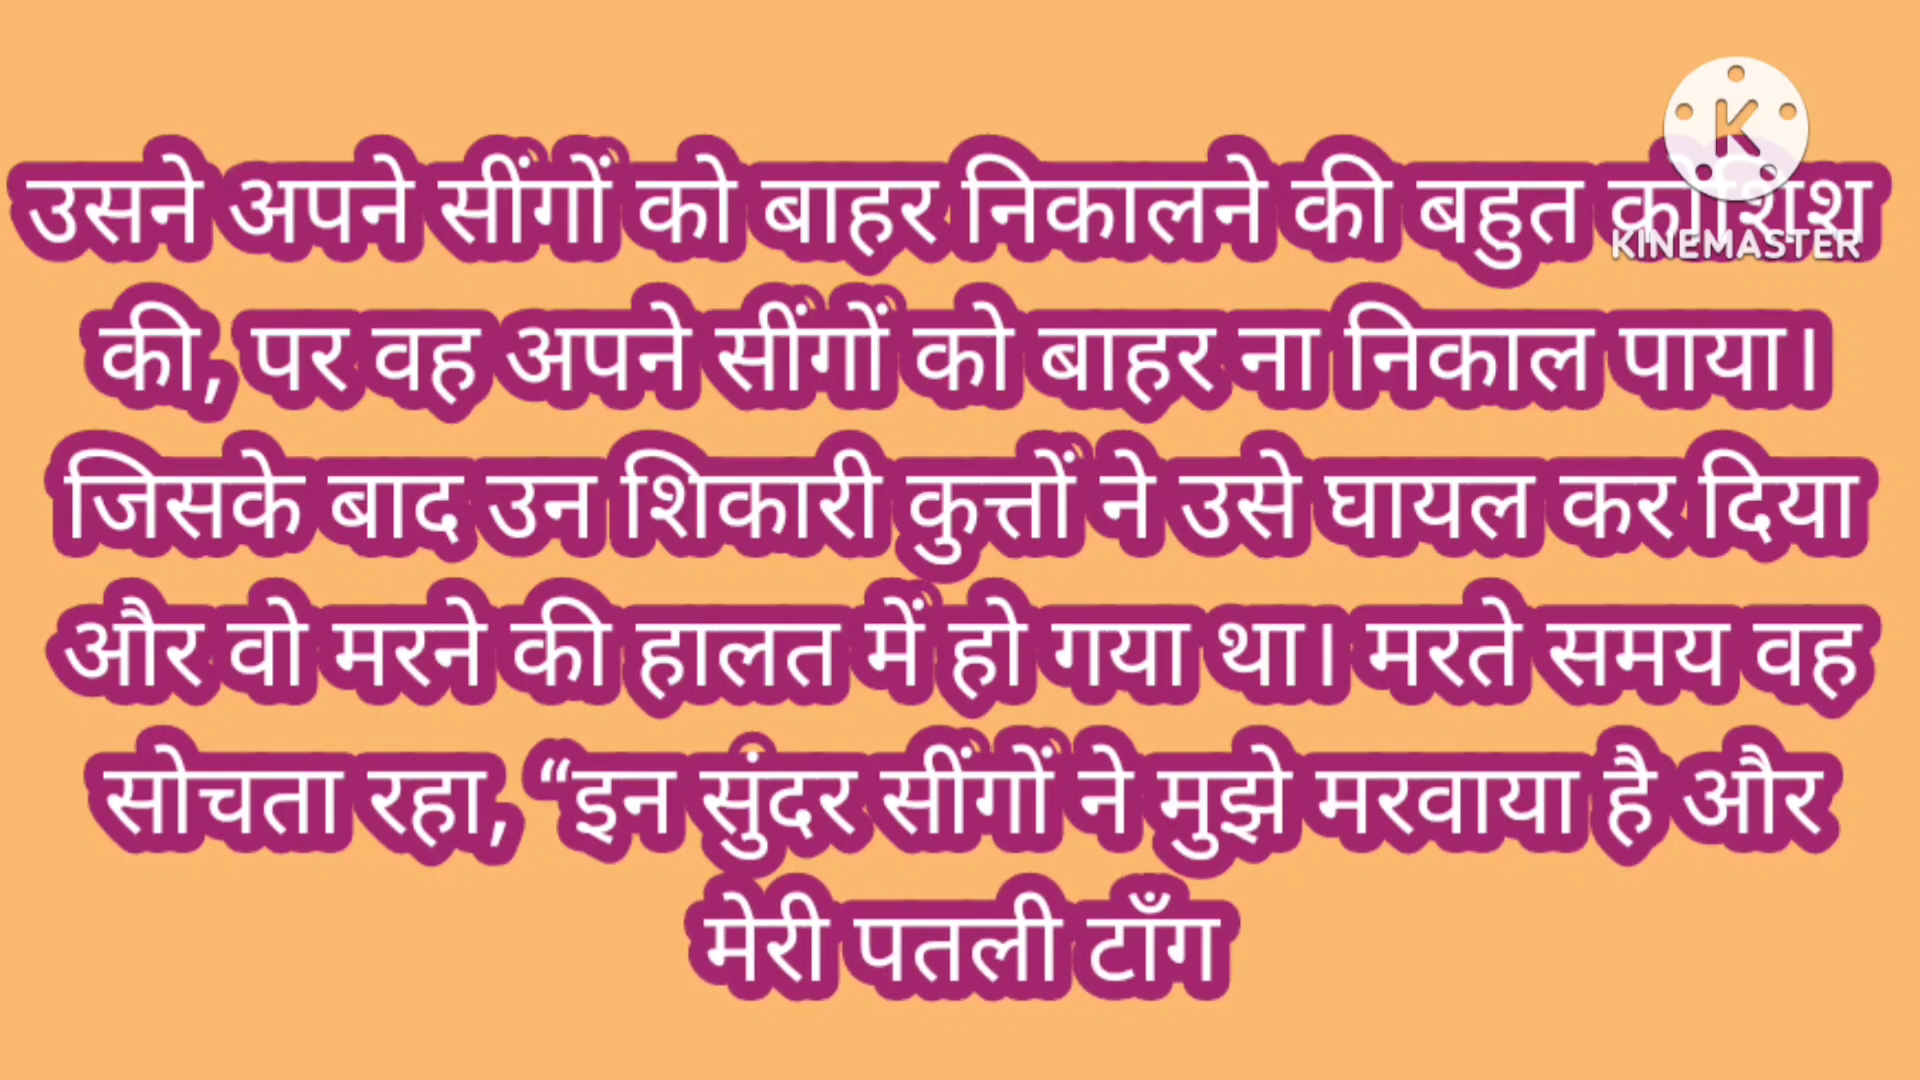 उसने अपने सींगों को बाहर निकालने की बहुत कोशिश
KINEMASTER
की, पर वह अपने सींगों को बाहर ना निकाल पाया।
जिसके बाद उन शिकारी कुत्तों ने उसे घायल कर दिया
और वो मरने की हालत में हो गया था। मरते समय वह
सोचता रहा, “इन सुंदर सींगों ने मुझे मरवाया है और
मेरी पतली टाँग